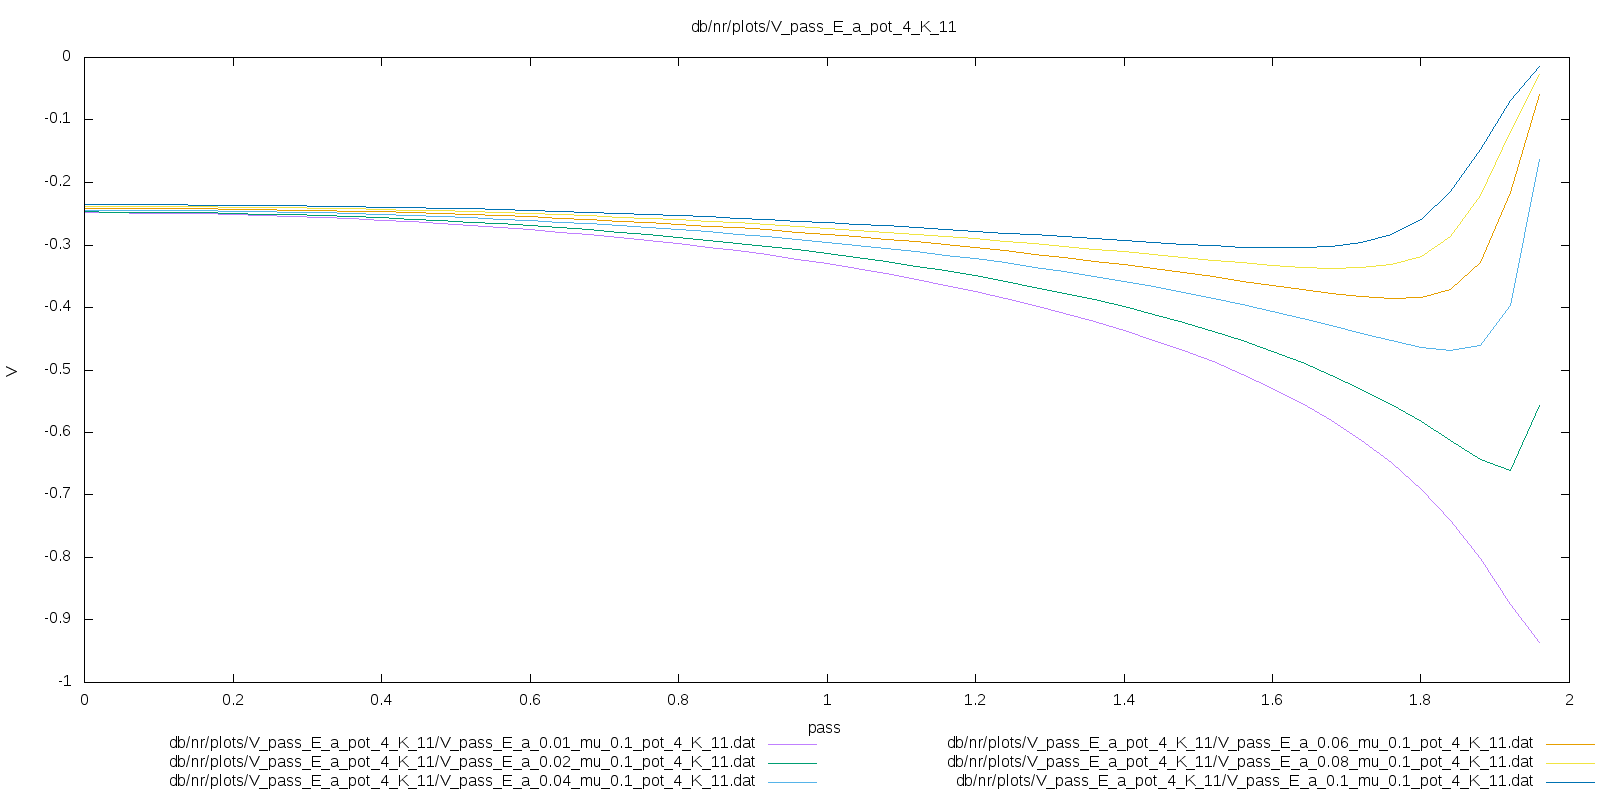 db/nr/plots/V_pass_E_a_pot_4_K_11
0
-0.1
-0.2
-0.3
-0.4
-0.5
-0.6
-0.7
-0.8
-0.9
-1
V
0 0.2 0.4 0.6 0.8 1 1.2 1.4 1.6 1.8 2
pass
db/nr/plots/V_pass_E_a_pot_4_K_11/V_pass_E_a_0.01_mu_0.1_pot_4_K_11.dat
db/nr/plots/V_pass_E_a_pot_4_K_11/V_pass_E_a_0.02_mu_0.1_pot_4_K_11.dat
db/nr/plots/V_pass_E_a_pot_4_K_11/V_pass_E_a_0.04_mu_0.1_pot_4_K_11.dat
db/nr/plots/V_pass_E_a_pot_4_K_11/V_pass_E_a_0.06_mu_0.1_pot_4_K_11.dat
db/nr/plots/V_pass_E_a_pot_4_K_11/V_pass_E_a_0.08_mu_0.1_pot_4_K_11.dat
db/nr/plots/V_pass_E_a_pot_4_K_11/V_pass_E_a_0.1_mu_0.1_pot_4_K_11.dat